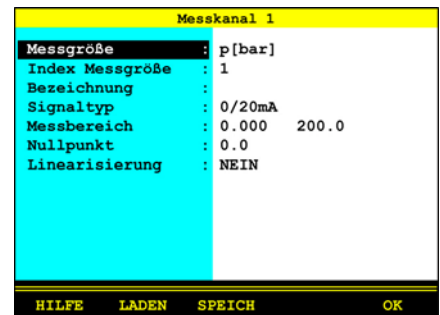 Messkanal 1
Messgröße : p[bar]
Index Messgröße : 1
Bezeichnung :
Signaltyp : 0/20mA
Messbereich : 0.000 200.0
Nullpunkt : 0.0
Linearisierung : NEIN
HILFE LADEN SPEICH OK